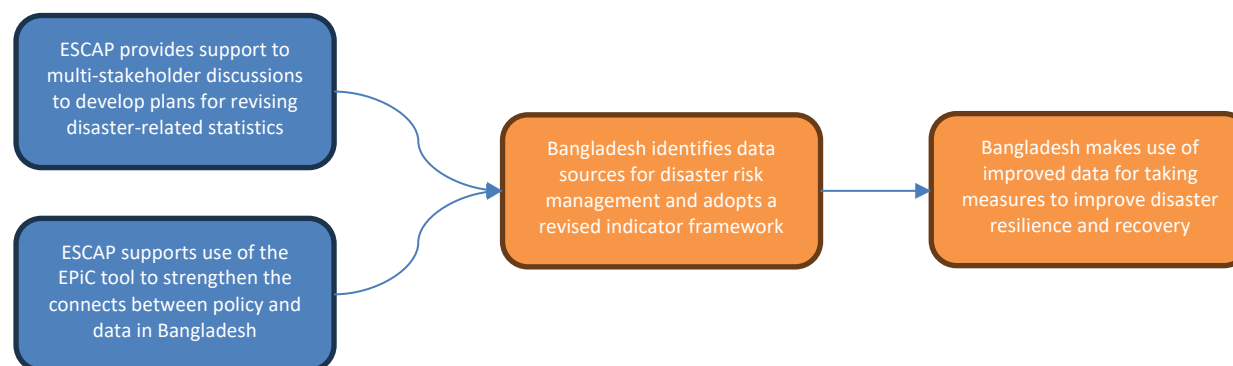 ESCAP provides support to
multi-stakeholder discussions
to develop plans for revising
disaster-related statistics
ESCAP supports use of the
EPiC tool to strengthen the
connects between policy and
data in Bangladesh
Bangladesh identifies data
sources for disaster risk
management and adopts a
revised indicator framework
Bangladesh makes use of
improved data for taking
measures to improve disaster
resilience and recovery